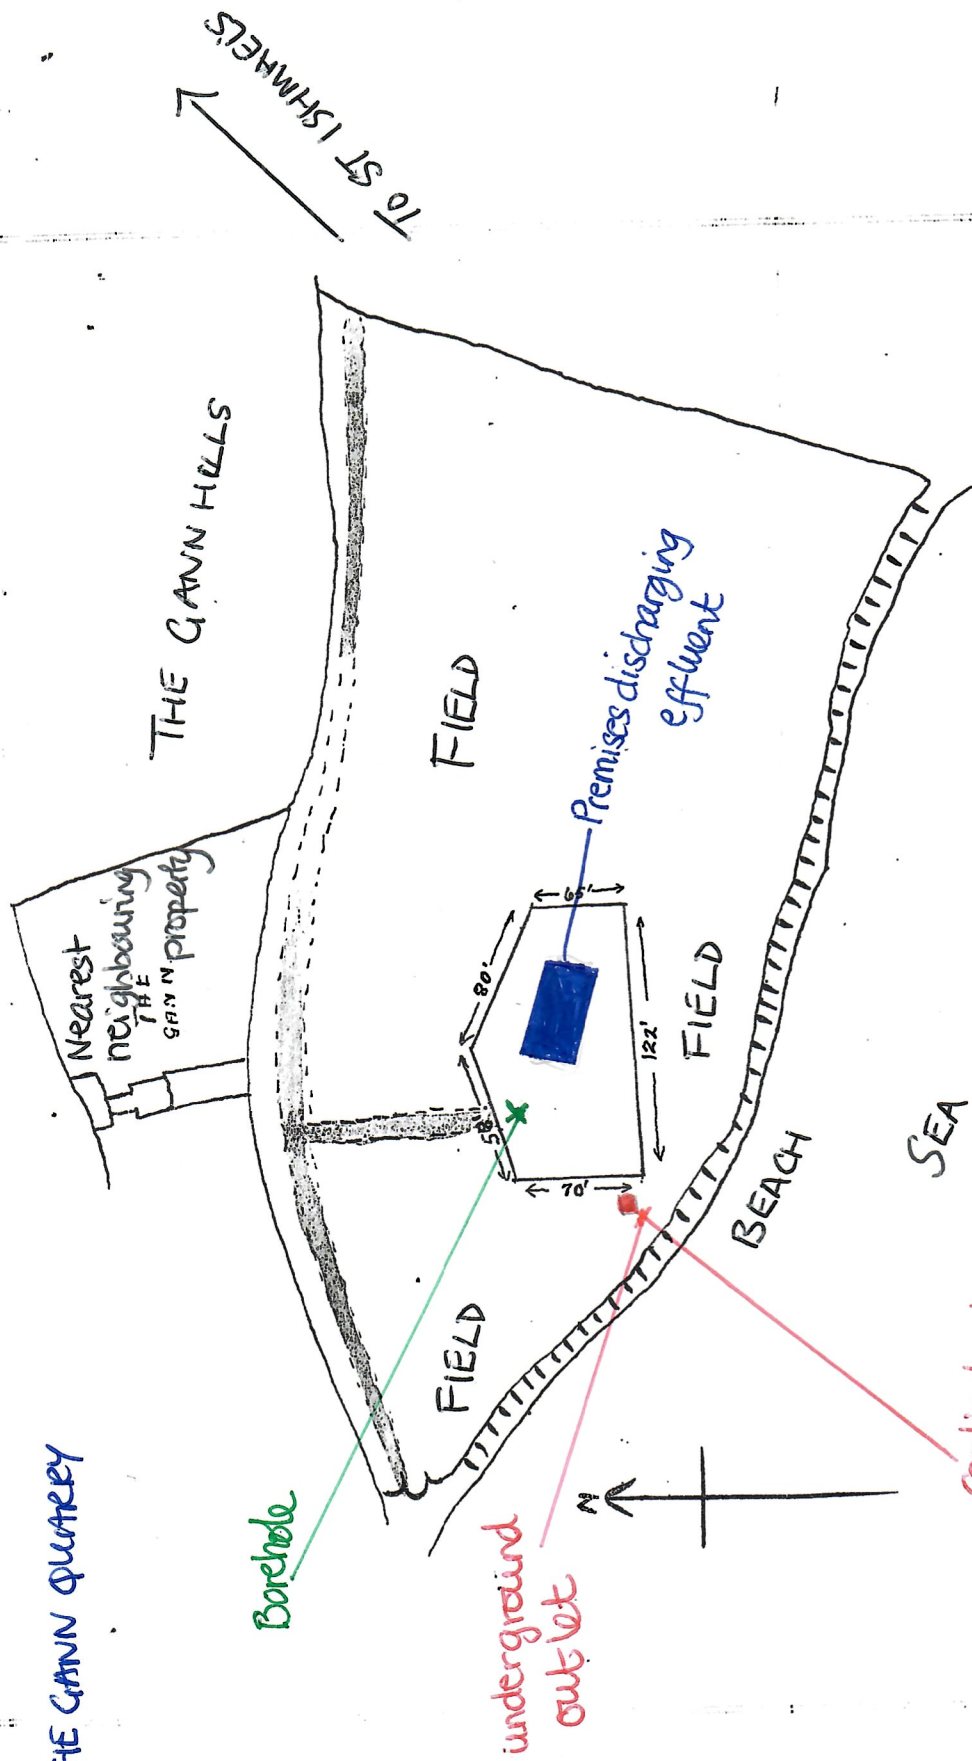 HE GANN QUARRY
TO ST ISHMAELS
THE GANN HILLS
Nearest
neighbouring
THE
GANN
property
FIELD
Premises discharging
effluent
65'
80'
58'
122'
70'
FIELD
FIELD
Borehole
BEACH
SEA
N
underground
outlet